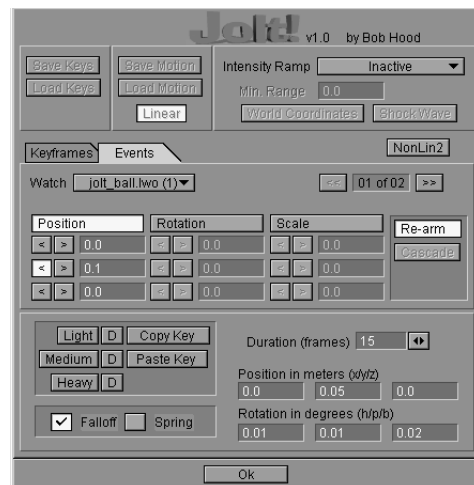 Jolt! v1.0 by Bob Hood
Save Keys Save Motion Intensity Ramp Inactive
Load Keys Load Motion Min. Range 0.0
Linear World Coordinates Shock Wave
Keyframes Events NonLin2
Watch jolt_ball.lwo (1) << 01 of 02 >>
Position Rotation Scale Re-arm
< > 0.0 < > 0.0 < > 0.0
Cascade
< > 0.1 < > 0.0 < > 0.0
< > 0.0 < > 0.0 < > 0.0
Light D Copy Key Duration (frames) 15
Medium D Paste Key
Heavy D Position in meters (x/y/z)
0.0 0.05 0.0
Falloff Spring Rotation in degrees (h/p/b)
0.01 0.01 0.02
Ok